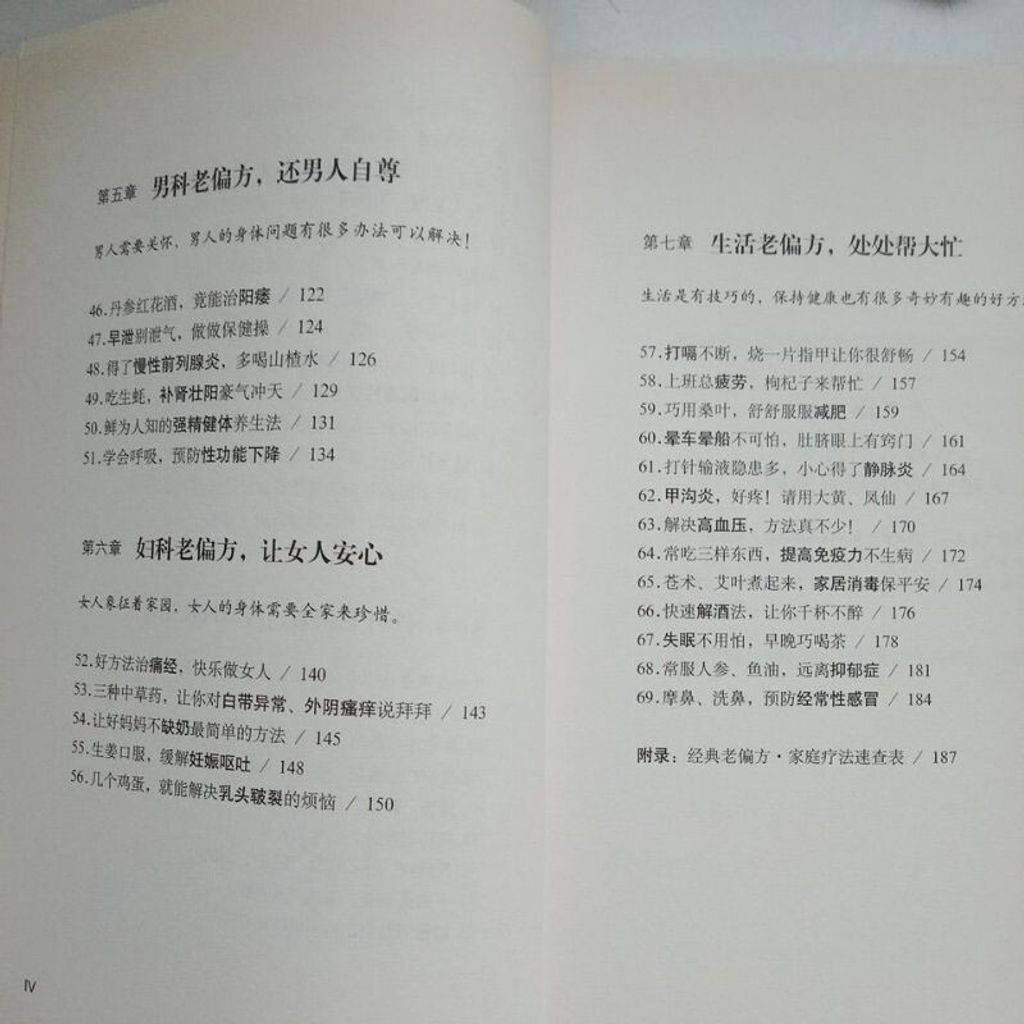 第五章 男科老偏方，还男人自尊
男人需要关怀，男人的身体问题有很多办法可以解决！
46.丹参红花酒，竟能治阳痿 / 122
47.早泄别泄气，做做保健操 / 124
48.得了慢性前列腺炎，多喝山楂水 / 126
49.吃生蚝，补肾壮阳豪气冲天 / 129
50.鲜为人知的强精健体养生法 / 131
51.学会呼吸，预防性功能下降 / 134
第六章 妇科老偏方，让女人安心
女人象征着家园，女人的身体需要全家来珍惜。
52.好方法治痛经，快乐做女人 / 140
53.三种中草药，让你对白带异常、外阴瘙痒说拜拜 / 143
54.让好妈妈不缺奶最简单的方法 / 145
55.生姜口服，缓解妊娠呕吐 / 148
56.几个鸡蛋，就能解决乳头皲裂的烦恼 / 150
IV
第七章 生活老偏方，处处帮大忙
生活是有技巧的，保持健康也有很多奇妙有趣的好方
57.打嗝不断，烧一片指甲让你很舒畅 / 154
58.上班总疲劳，枸杞子来帮忙 / 157
59.巧用桑叶，舒舒服服减肥 / 159
60.晕车晕船不可怕，肚脐眼上有窍门 / 161
61.打针输液隐患多，小心得了静脉炎 / 164
62.甲沟炎，好疼！请用大黄、凤仙 / 167
63.解决高血压，方法真不少！ / 170
64.常吃三样东西，提高免疫力不生病 / 172
65.苍术、艾叶煮起来，家居消毒保平安 / 174
66.快速解酒法，让你千杯不醉 / 176
67.失眠不用怕，早晚巧喝茶 / 178
68.常服人参、鱼油，远离抑郁症 / 181
69.摩鼻、洗鼻，预防经常性感冒 / 184
附录：经典老偏方·家庭疗法速查表 / 187